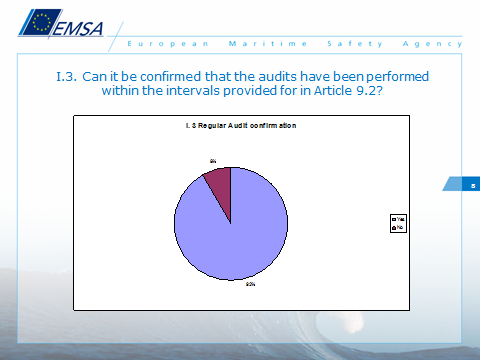 EMSA
European Maritime Safety Agency
I.3. Can it be confirmed that the audits have been performed
within the intervals provided for in Article 9.2?
I. 3 Regular Audit confirmation
8%
Yes
No
92%
5